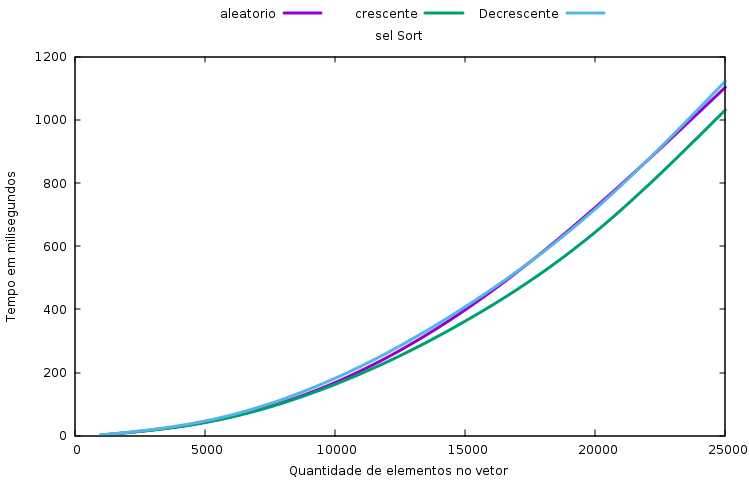 aleatorio crescente Decrescente
sel Sort
1200
1000
800
600
400
200
0
Tempo em milisegundos
0 5000 10000 15000 20000 25000
Quantidade de elementos no vetor